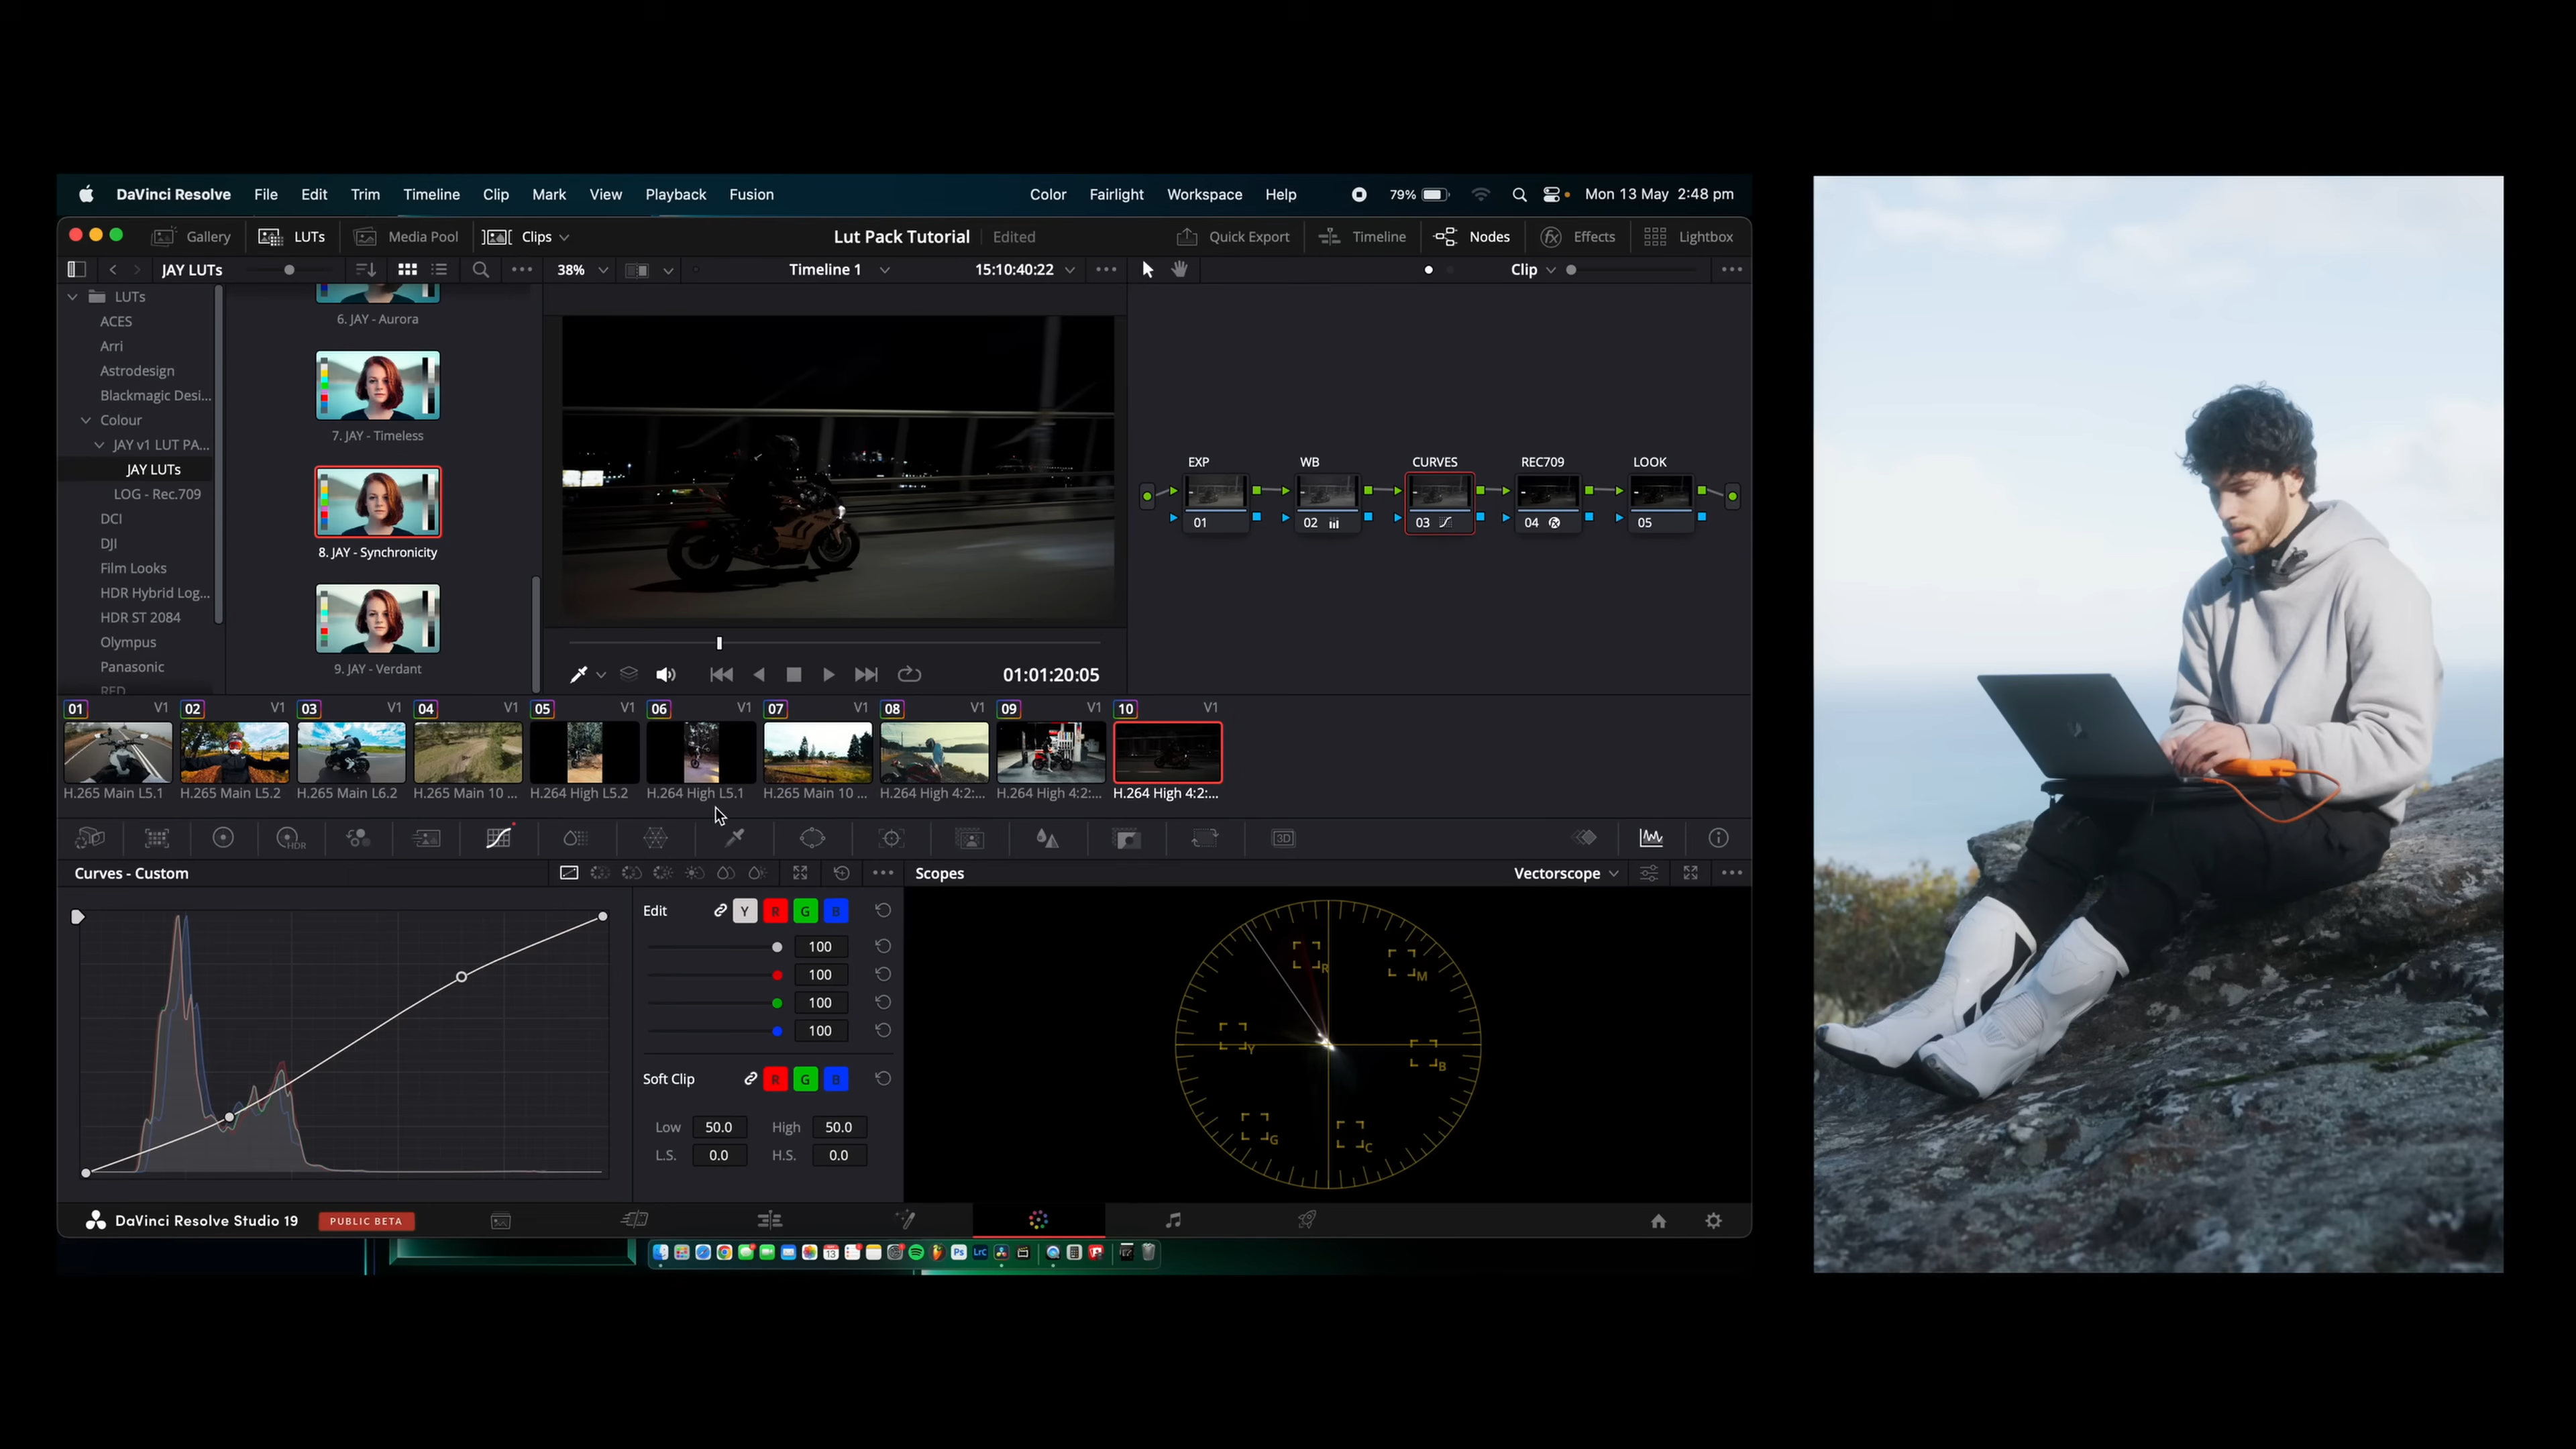 DaVinci Resolve File Edit Trim Timeline Clip Mark View Playback Fusion Color Fairlight Workspace Help 79% Mon 13 May 2:48 pm
Gallery LUTs Media Pool Clips Lut Pack Tutorial Edited Quick Export Timeline Nodes Effects Lightbox
JAY LUTs 38% Timeline 1 15:10:40:22 Clip
LUTs
ACES
Arri
Astrodesign
Blackmagic Desi...
Colour
JAY v1 LUT PA...
JAY LUTs
LOG - Rec.709
DCI
DJI
Film Looks
HDR Hybrid Log...
HDR ST 2084
Olympus
Panasonic
RED
6. JAY - Aurora
7. JAY - Timeless
8. JAY - Synchronicity
9. JAY - Verdant
01:01:20:05
EXP WB CURVES REC709 LOOK
01 02 03 04 05
01 V1 02 V1 03 V1 04 V1 05 V1 06 V1 07 V1 08 V1 09 V1 10 V1
H.265 Main L5.1 H.265 Main L5.2 H.265 Main L6.2 H.265 Main 10 ... H.264 High L5.2 H.264 High L5.1 H.265 Main 10 ... H.264 High 4:2:... H.264 High 4:2:... H.264 High 4:2:...
HDR 3D
Curves - Custom Scopes Vectorscope
Edit Y R G B
100
100
100
100
Soft Clip R G B
Low 50.0 High 50.0
L.S. 0.0 H.S. 0.0
R M
Y B
G C
DaVinci Resolve Studio 19 PUBLIC BETA
13 Ps LrC